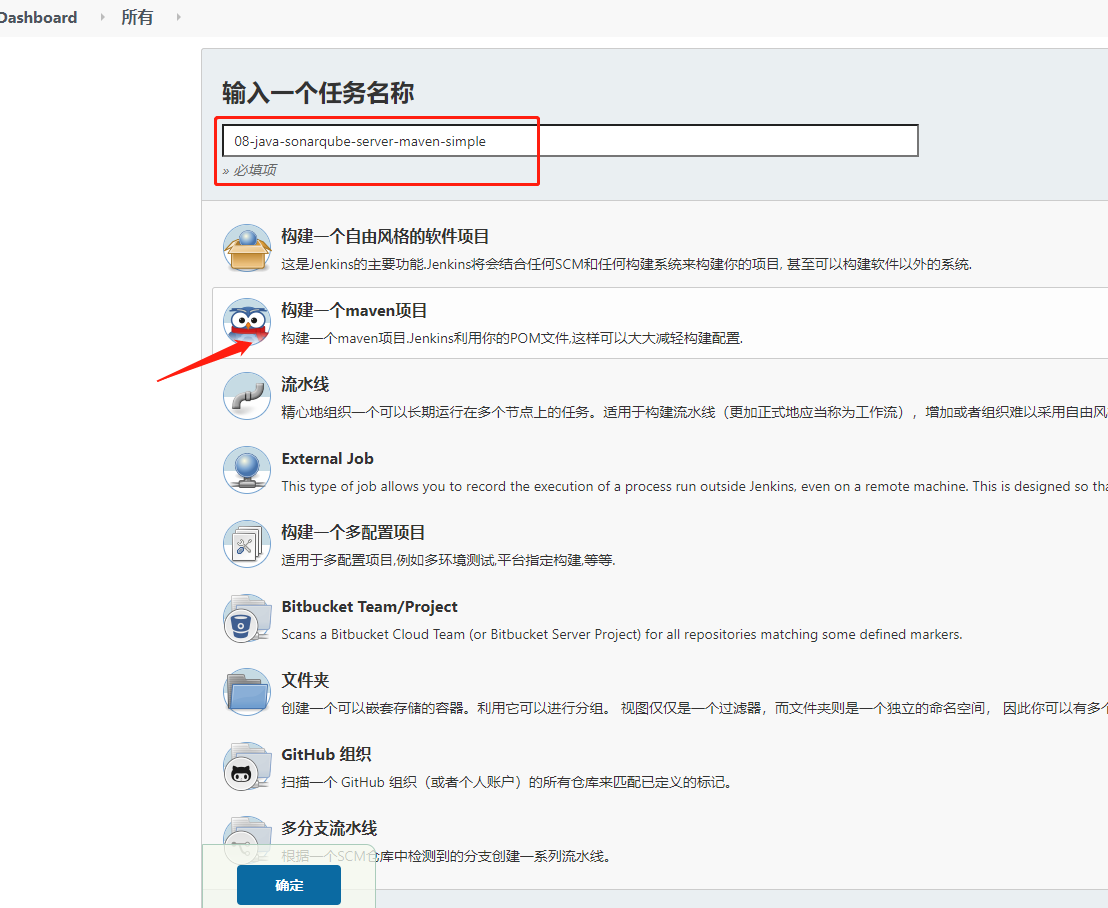 Dashboard 所有
输入一个任务名称
08-java-sonarqube-server-maven-simple
» 必填项
构建一个自由风格的软件项目
这是Jenkins的主要功能.Jenkins将会结合任何SCM和任何构建系统来构建你的项目, 甚至可以构建软件以外的系统.
构建一个maven项目
构建一个maven项目.Jenkins利用你的POM文件,这样可以大大减轻构建配置.
流水线
精心地组织一个可以长期运行在多个节点上的任务。适用于构建流水线（更加正式地应当称为工作流），增加或者组织难以采用自由风
External Job
This type of job allows you to record the execution of a process run outside Jenkins, even on a remote machine. This is designed so tha
构建一个多配置项目
适用于多配置项目,例如多环境测试,平台指定构建,等等.
Bitbucket Team/Project
Scans a Bitbucket Cloud Team (or Bitbucket Server Project) for all repositories matching some defined markers.
文件夹
创建一个可以嵌套存储的容器。利用它可以进行分组。 视图仅仅是一个过滤器，而文件夹则是一个独立的命名空间， 因此你可以有多个
GitHub 组织
扫描一个 GitHub 组织（或者个人账户）的所有仓库来匹配已定义的标记。
多分支流水线
根据一个SCM仓库中检测到的分支创建一系列流水线。
确定